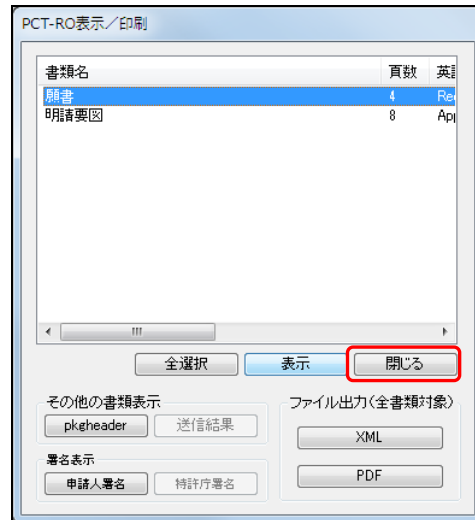 PCT-RO表示/印刷
書類名 頁数 英
願書 4 Re
明請要図 8 Ap
全選択 表示 閉じる
その他の書類表示 ファイル出力(全書類対象)
pkgheader 送信結果 XML
署名表示
申請人署名 特許庁署名 PDF